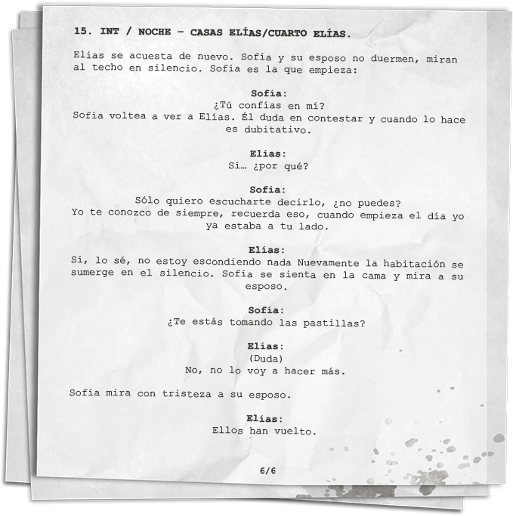 15. INT / NOCHE – CASAS ELÍAS/CUARTO ELÍAS.
Elías se acuesta de nuevo. Sofía y su esposo no duermen, miran
al techo en silencio. Sofía es la que empieza:
Sofía:
¿Tú confías en mí?
Sofía voltea a ver a Elías. Él duda en contestar y cuando lo hace
es dubitativo.
Elías:
Si… ¿por qué?
Sofía:
Sólo quiero escucharte decirlo, ¿no puedes?
Yo te conozco de siempre, recuerda eso, cuando empieza el día yo
ya estaba a tu lado.
Elías:
Si, lo sé, no estoy escondiendo nada Nuevamente la habitación se
sumerge en el silencio. Sofía se sienta en la cama y mira a su
esposo.
Sofía:
¿Te estás tomando las pastillas?
Elías:
(Duda)
No, no lo voy a hacer más.
Sofía mira con tristeza a su esposo.
Elías:
Ellos han vuelto.
6/6